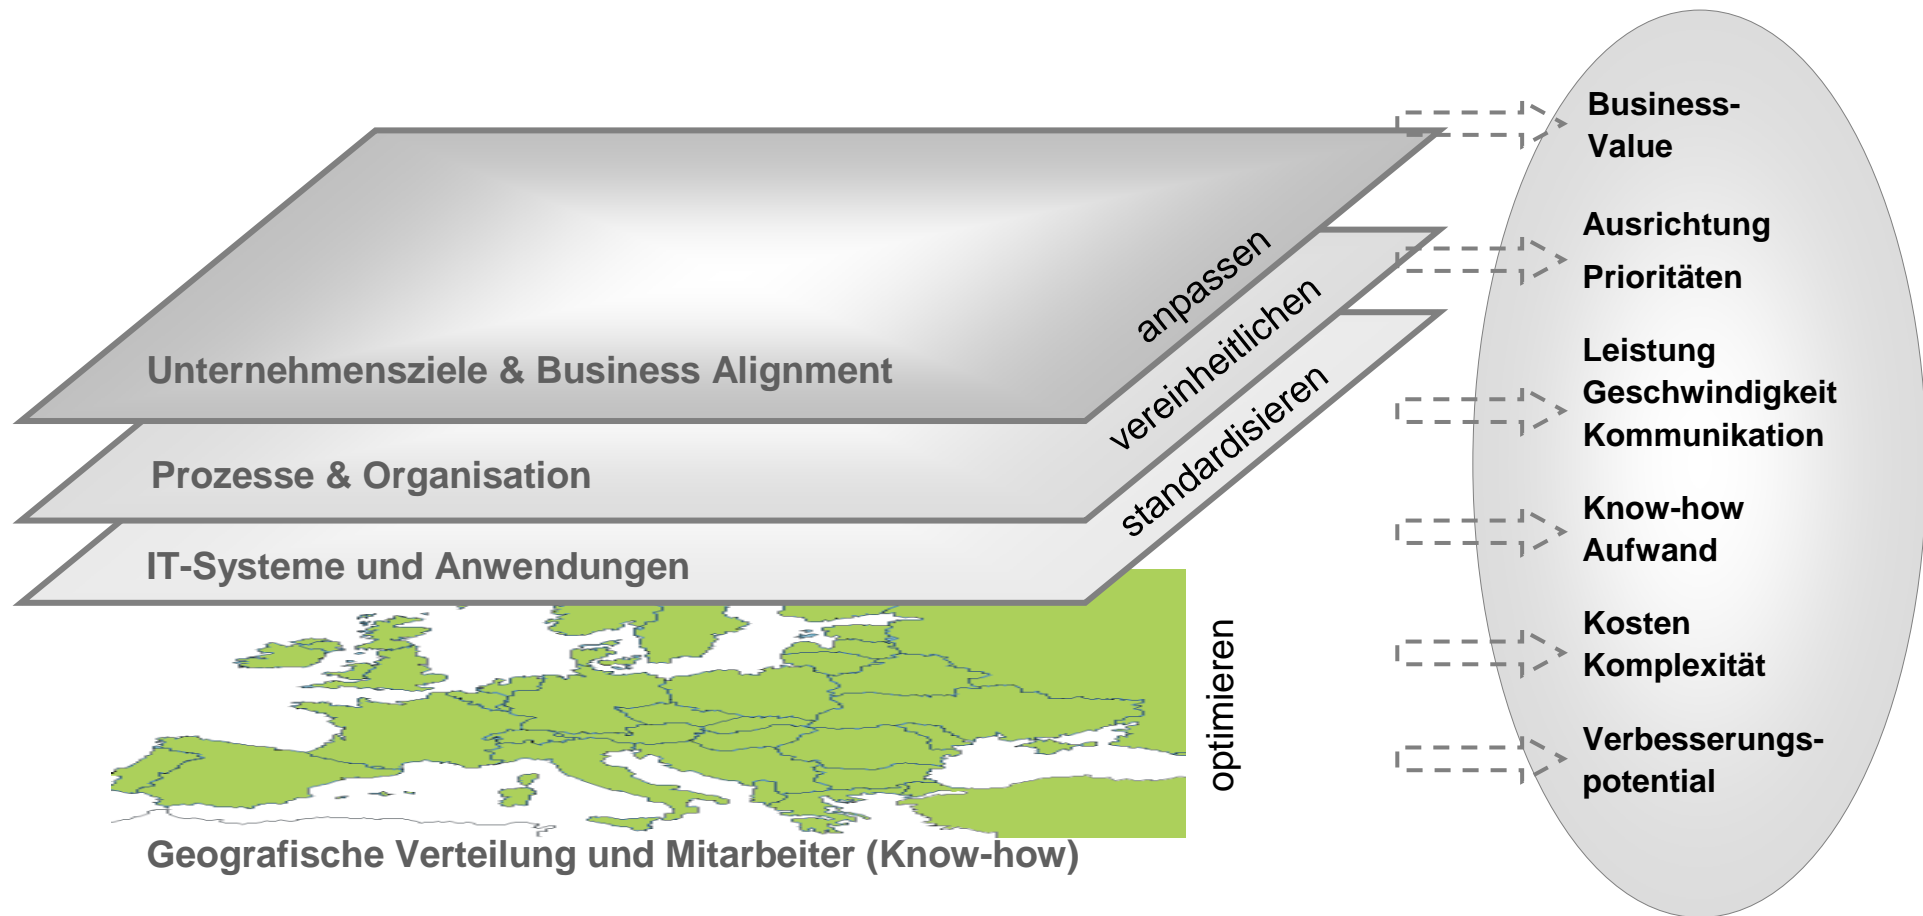 Unternehmensziele & Business Alignment
anpassen
Prozesse & Organisation
vereinheitlichen
IT-Systeme und Anwendungen
standardisieren
optimieren
Geografische Verteilung und Mitarbeiter (Know-how)
Business-
Value
Ausrichtung
Prioritäten
Leistung
Geschwindigkeit
Kommunikation
Know-how
Aufwand
Kosten
Komplexität
Verbesserungs-
potential